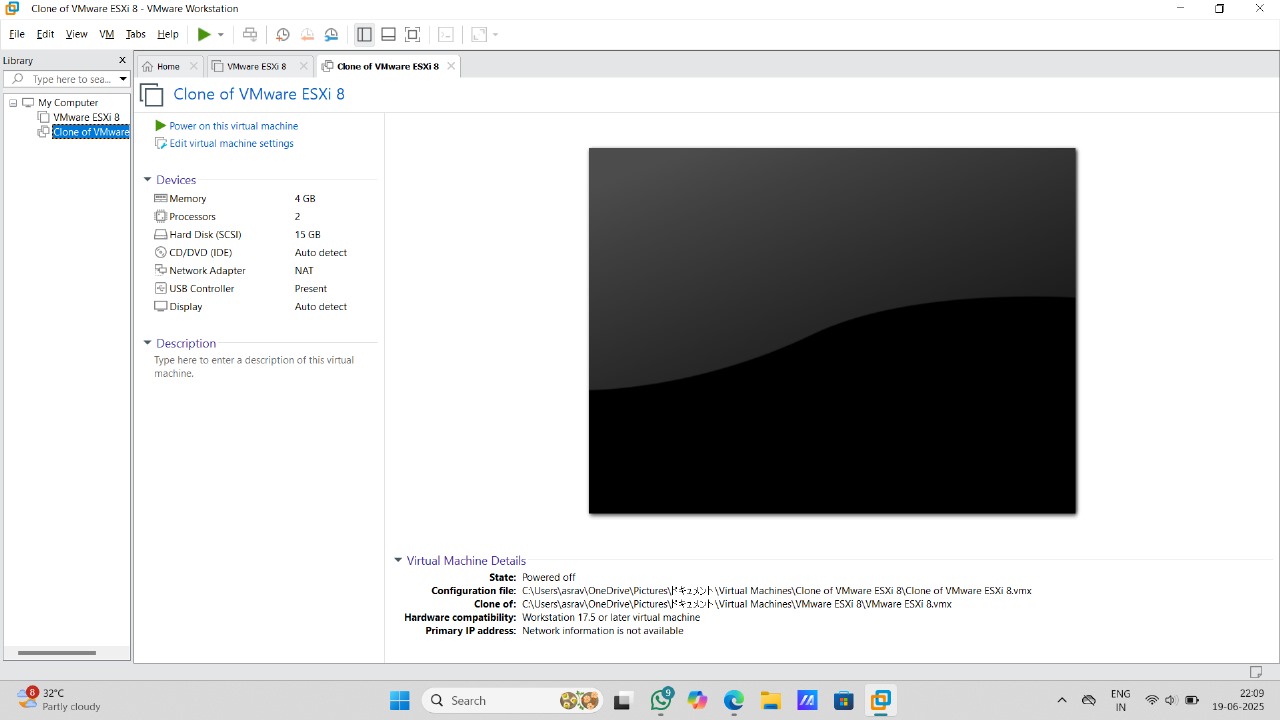 Clone of VMware ESXi 8 - VMware Workstation
File Edit View VM Tabs Help
Library
Type here to sea...
My Computer
VMware ESXi 8
Clone of VMware
Home VMware ESXi 8 Clone of VMware ESXi 8
Clone of VMware ESXi 8
Power on this virtual machine
Edit virtual machine settings
Devices
Memory 4 GB
Processors 2
Hard Disk (SCSI) 15 GB
CD/DVD (IDE) Auto detect
Network Adapter NAT
USB Controller Present
Display Auto detect
Description
Type here to enter a description of this virtual
machine.
Virtual Machine Details
State: Powered off
Configuration file: C:\Users\asrav\OneDrive\Pictures\ドキュメント\Virtual Machines\Clone of VMware ESXi 8\Clone of VMware ESXi 8.vmx
Clone of: C:\Users\asrav\OneDrive\Pictures\ドキュメント\Virtual Machines\VMware ESXi 8\VMware ESXi 8.vmx
Hardware compatibility: Workstation 17.5 or later virtual machine
Primary IP address: Network information is not available
8 32°C
Partly cloudy
Search
9
ENG
IN
22:09
19-06-2025